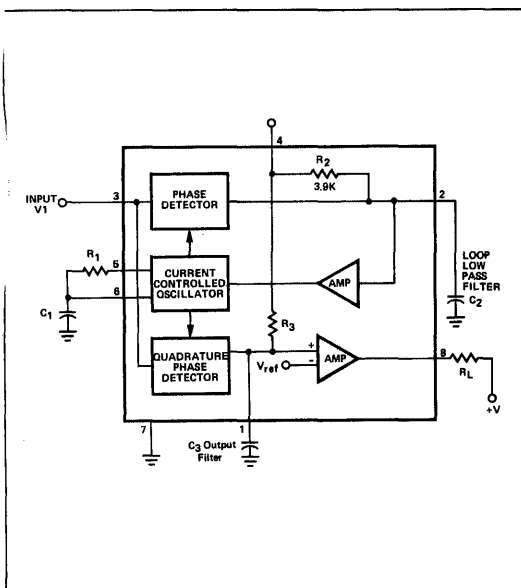 4
R2
3.9K
INPUT
V1
3
PHASE
DETECTOR
2
R1
5
CURRENT
CONTROLLED
OSCILLATOR
6
C1
AMP
LOOP
LOW
PASS
FILTER
C2
R3
QUADRATURE
PHASE
DETECTOR
+
-
Vref
AMP
8
RL
+V
7
1
C3 Output
Filter